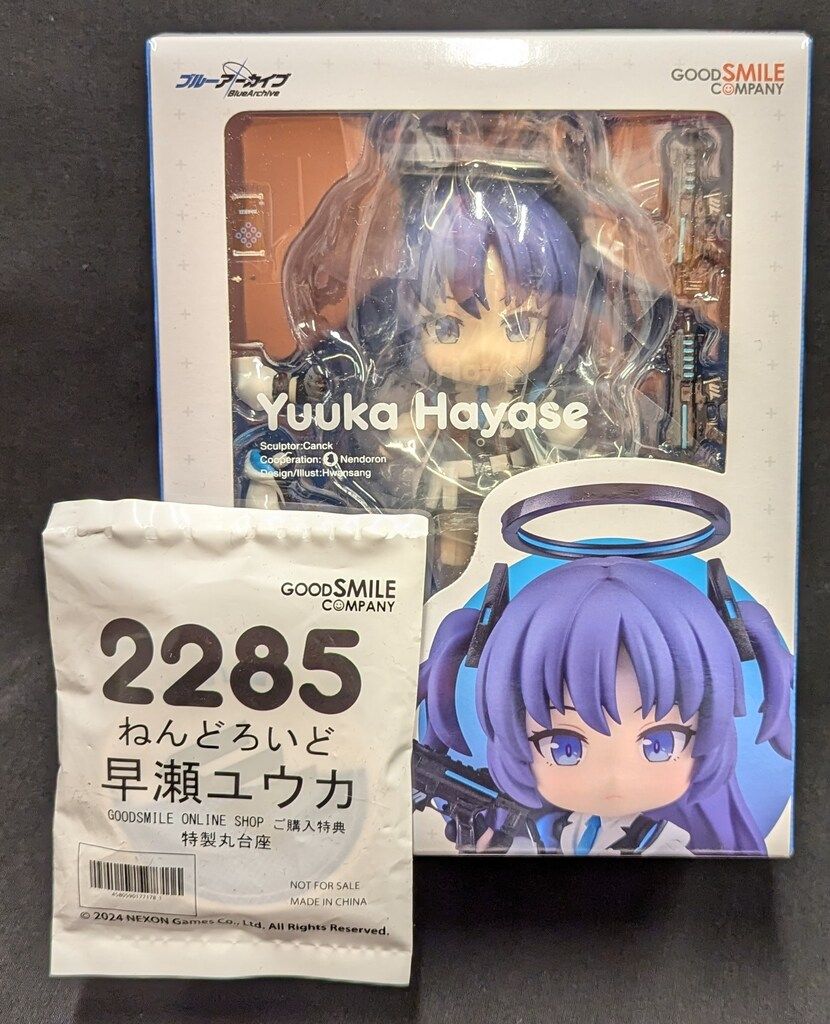 ブルーアーカイブ
BlueArchive
GOODSMILE
COMPANY
Yuuka Hayase
Sculptor:Canck
Cooperation: Nendoron
Design/Illust:Hwansang
GOODSMILE
COMPANY
2285
ねんどろいど
早瀬ユウカ
GOODSMILE ONLINE SHOP ご購入特典
特製丸台座
NOT FOR SALE
MADE IN CHINA
© 2024 NEXON Games Co., Ltd. All Rights Reserved.